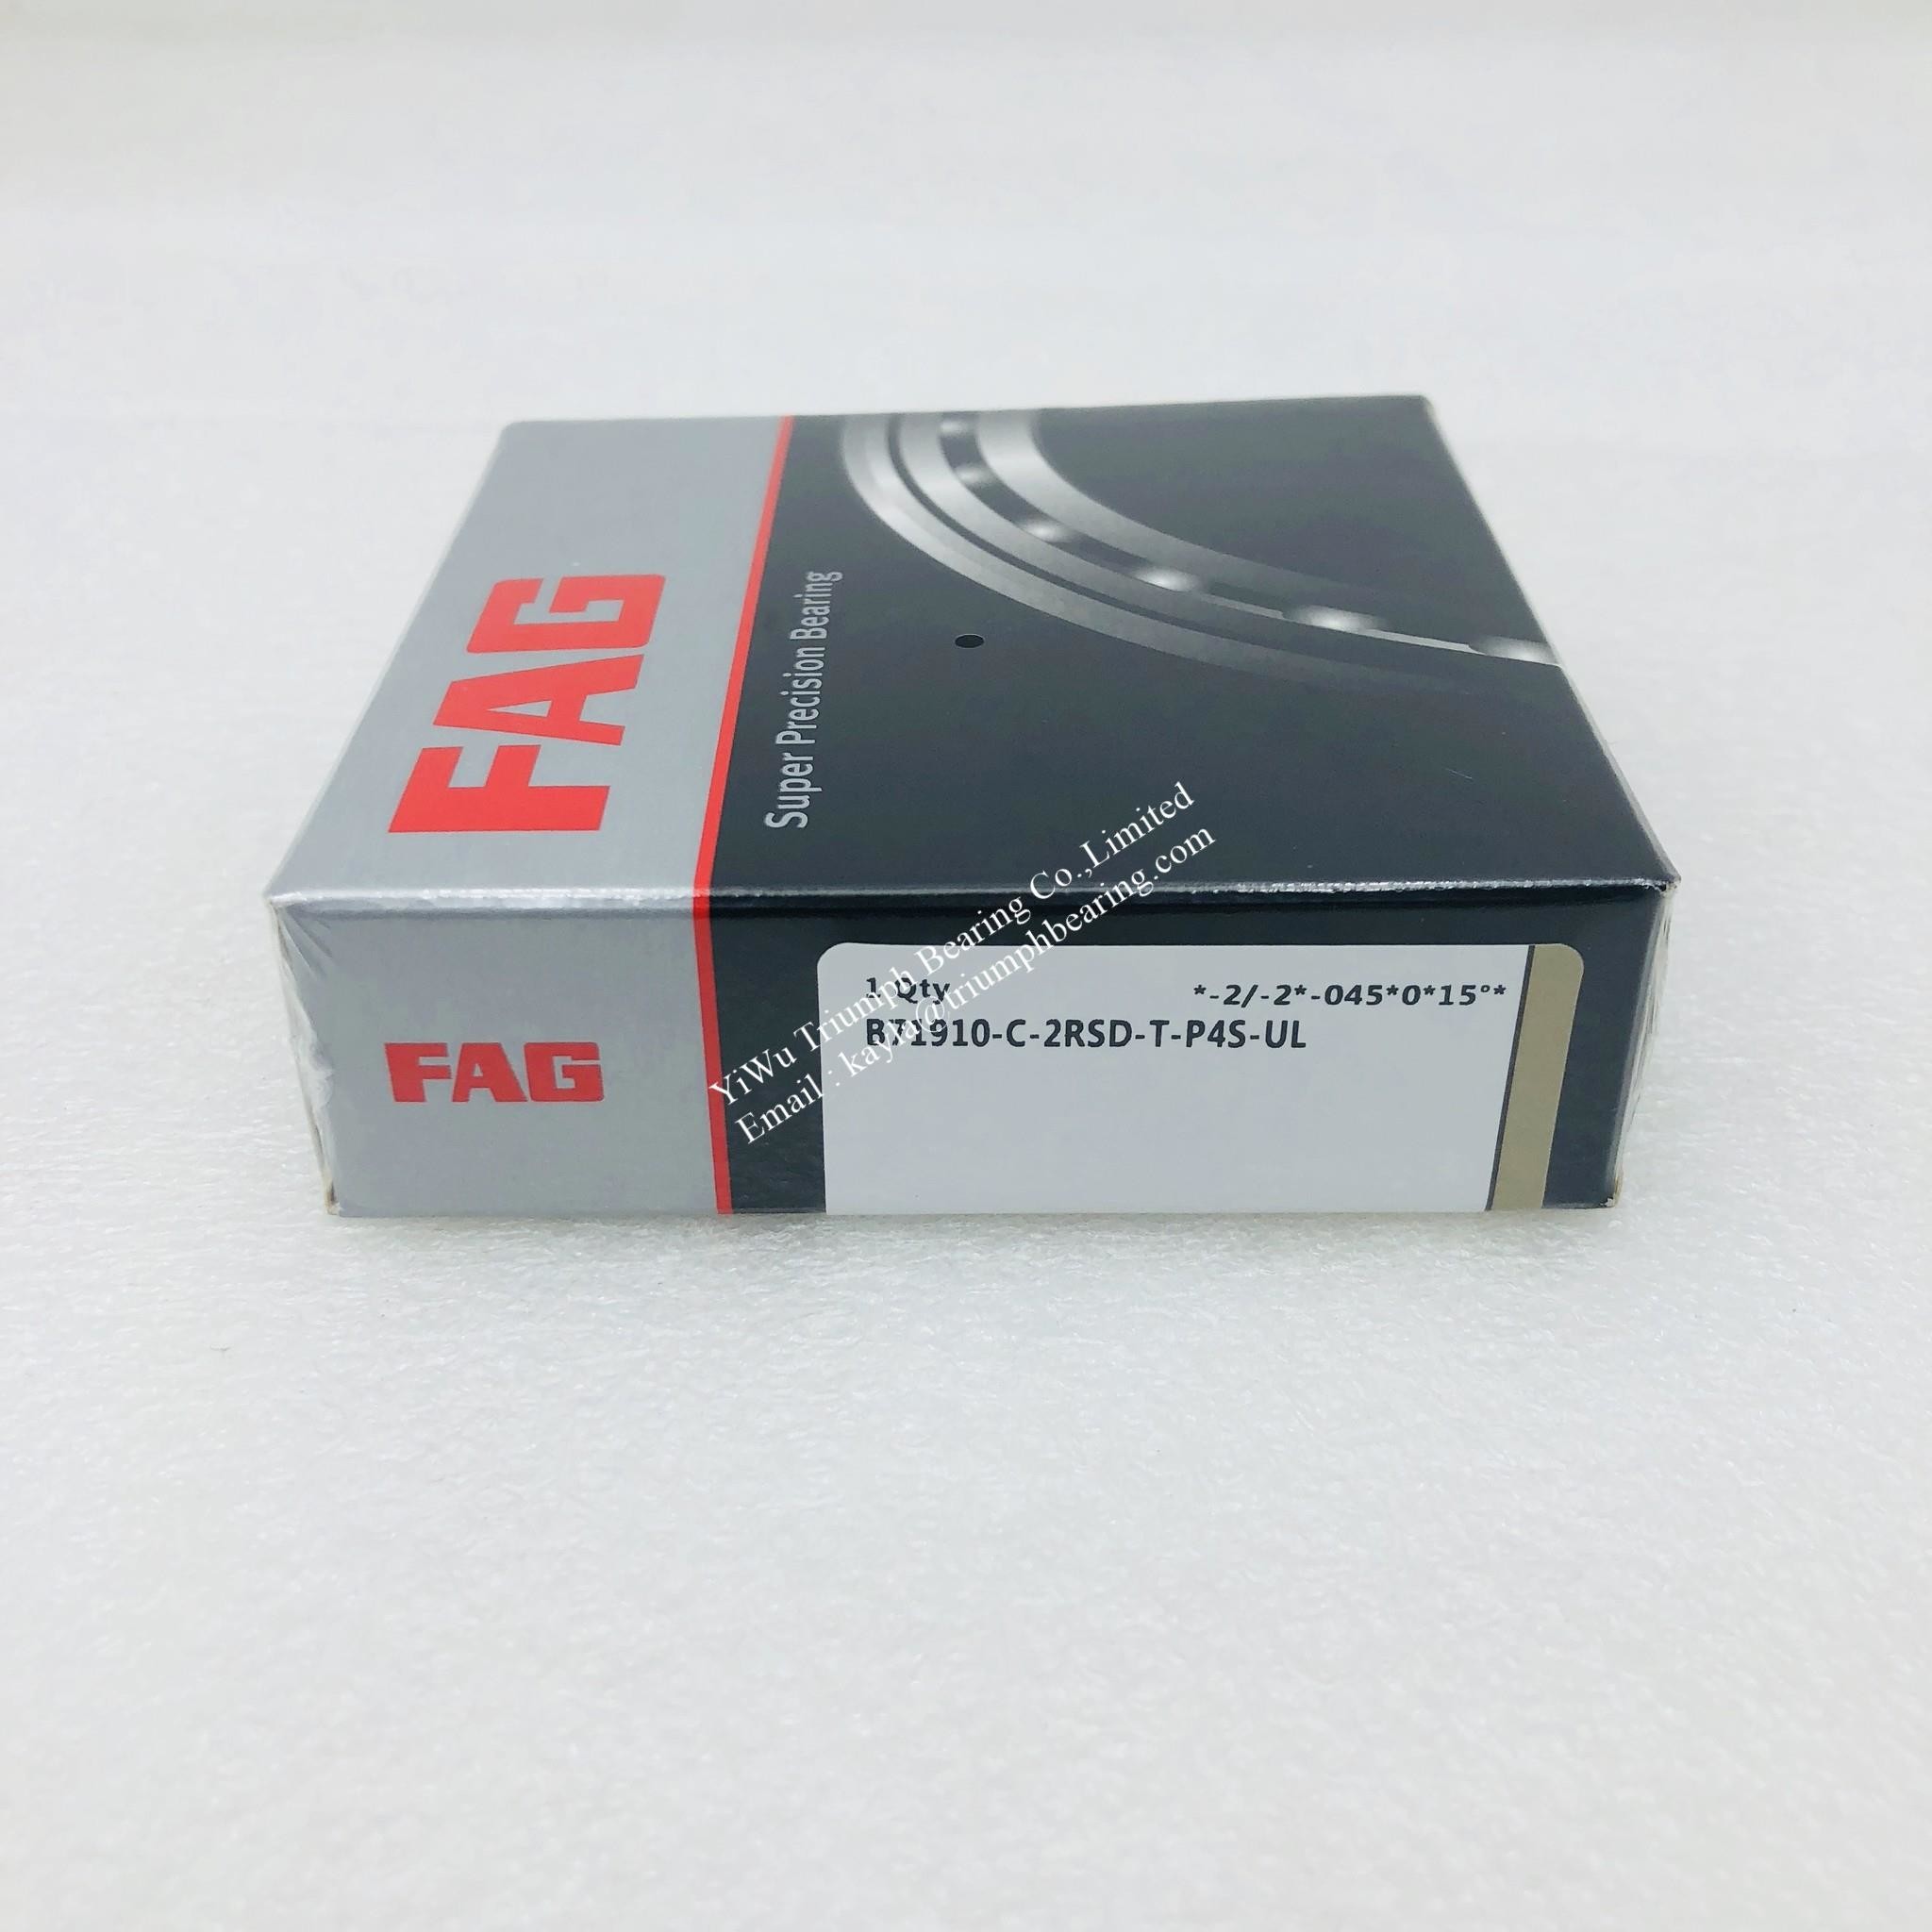 FAG
Super Precision Bearing
YiWu Triumph Bearing Co.,Limited
Email : kayla@triumphbearing.com
FAG
1 Qty
*-2/-2*-045*0*15°*
B71910-C-2RSD-T-P4S-UL